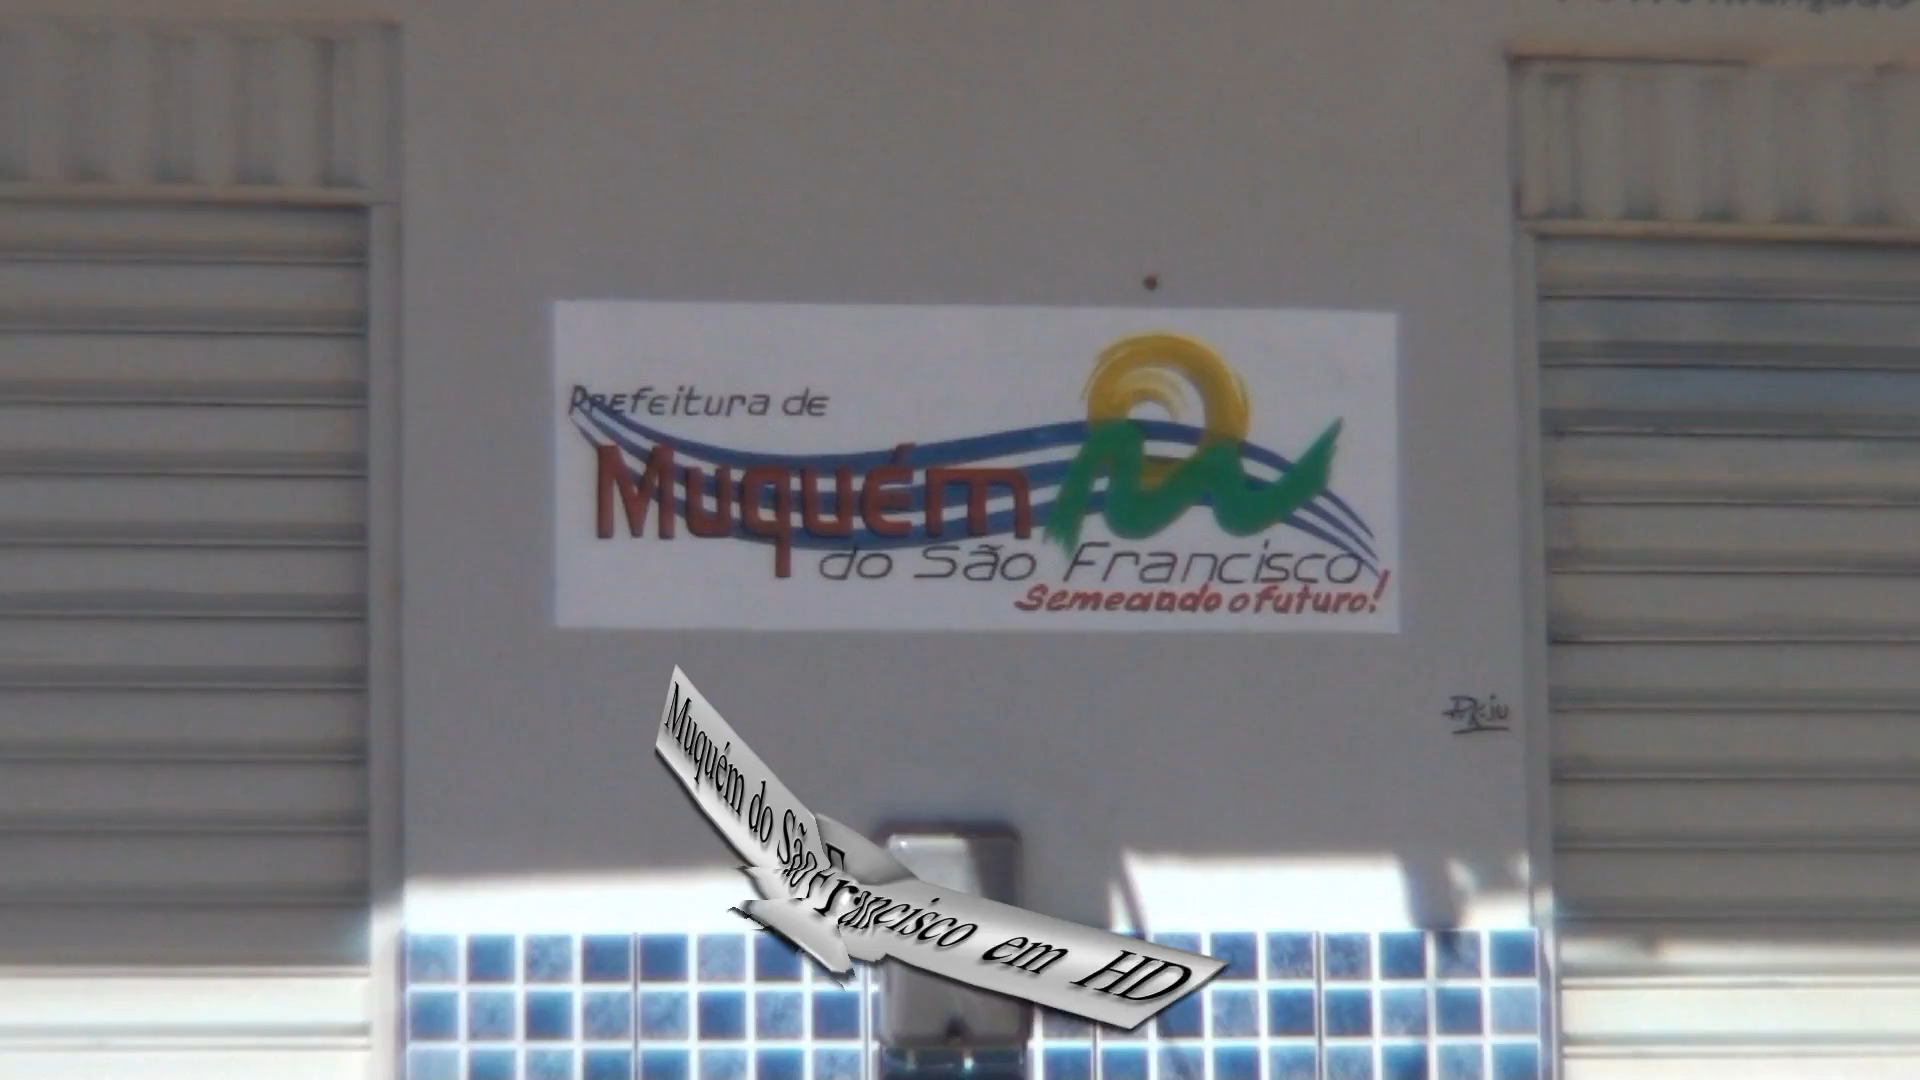 Prefeitura de
Muquém
do São Francisco
Semeando o futuro!
Muquém do São Francisco em HD